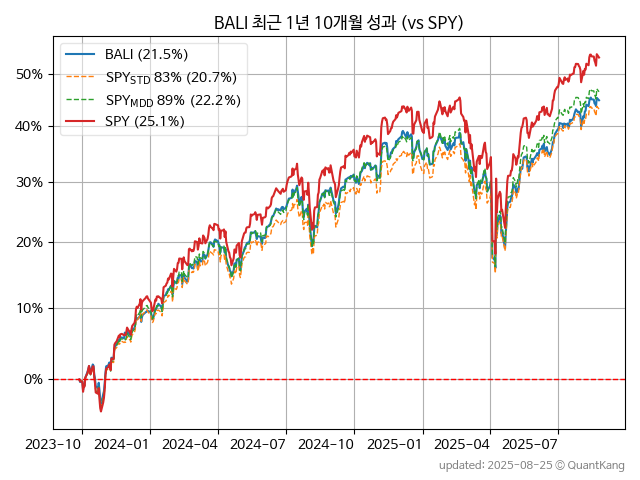 BALI 최근 1년 10개월 성과 (vs SPY)
BALI (21.5%)
SPY_STD 83% (20.7%)
SPY_MDD 89% (22.2%)
SPY (25.1%)
50%
40%
30%
20%
10%
0%
2023-10 2024-01 2024-04 2024-07 2024-10 2025-01 2025-04 2025-07
updated: 2025-08-25 © QuantKang